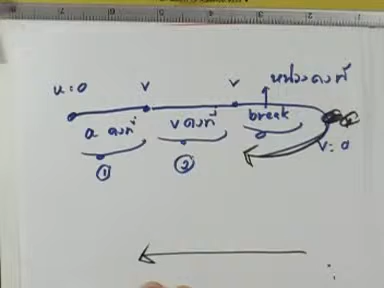 หน่วงคงที่
u=0 v v
a คงที่ v คงที่ break
v=0
① ②